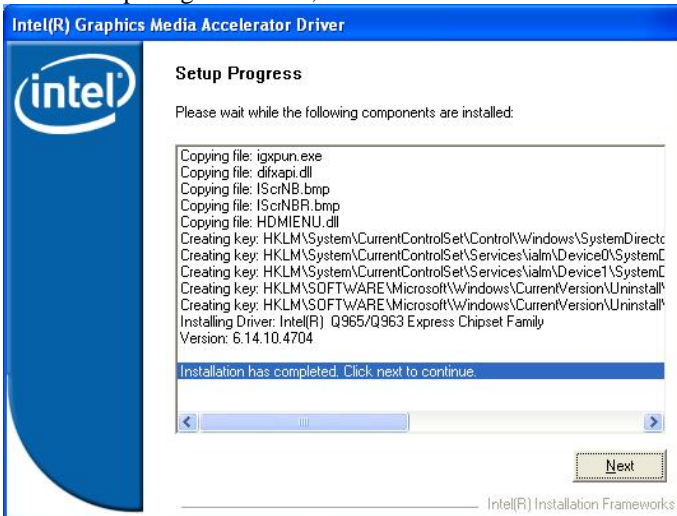 Intel(R) Graphics Media Accelerator Driver
intel
Setup Progress
Please wait while the following components are installed:
Copying file: igxpun.exe
Copying file: difxapi.dll
Copying file: IScrNB.bmp
Copying file: IScrNBR.bmp
Copying file: HDMIENU.dll
Creating key: HKLM\System\CurrentControlSet\Control\Windows\SystemDirecto
Creating key: HKLM\System\CurrentControlSet\Services\ialm\Device0\SystemD
Creating key: HKLM\System\CurrentControlSet\Services\ialm\Device1\SystemD
Creating key: HKLM\SOFTWARE\Microsoft\Windows\CurrentVersion\Uninstall\
Creating key: HKLM\SOFTWARE\Microsoft\Windows\CurrentVersion\Uninstall\
Installing Driver: Intel(R) Q965/Q963 Express Chipset Family
Version: 6.14.10.4704
Installation has completed. Click next to continue.
Next
Intel(R) Installation Frameworks